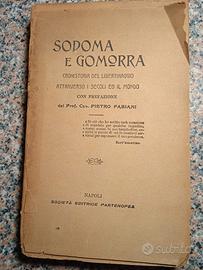 SODOMA
E GOMORRA
CRONISTORIA DEL LIBERTINAGGIO
ATTRAVERSO I SECOLI ED IL MONDO
CON PREFAZIONE
del Prof. Cav. PIETRO FABIANI
NAPOLI
SOCIETÀ EDITRICE PARTENOPEA
subito.it